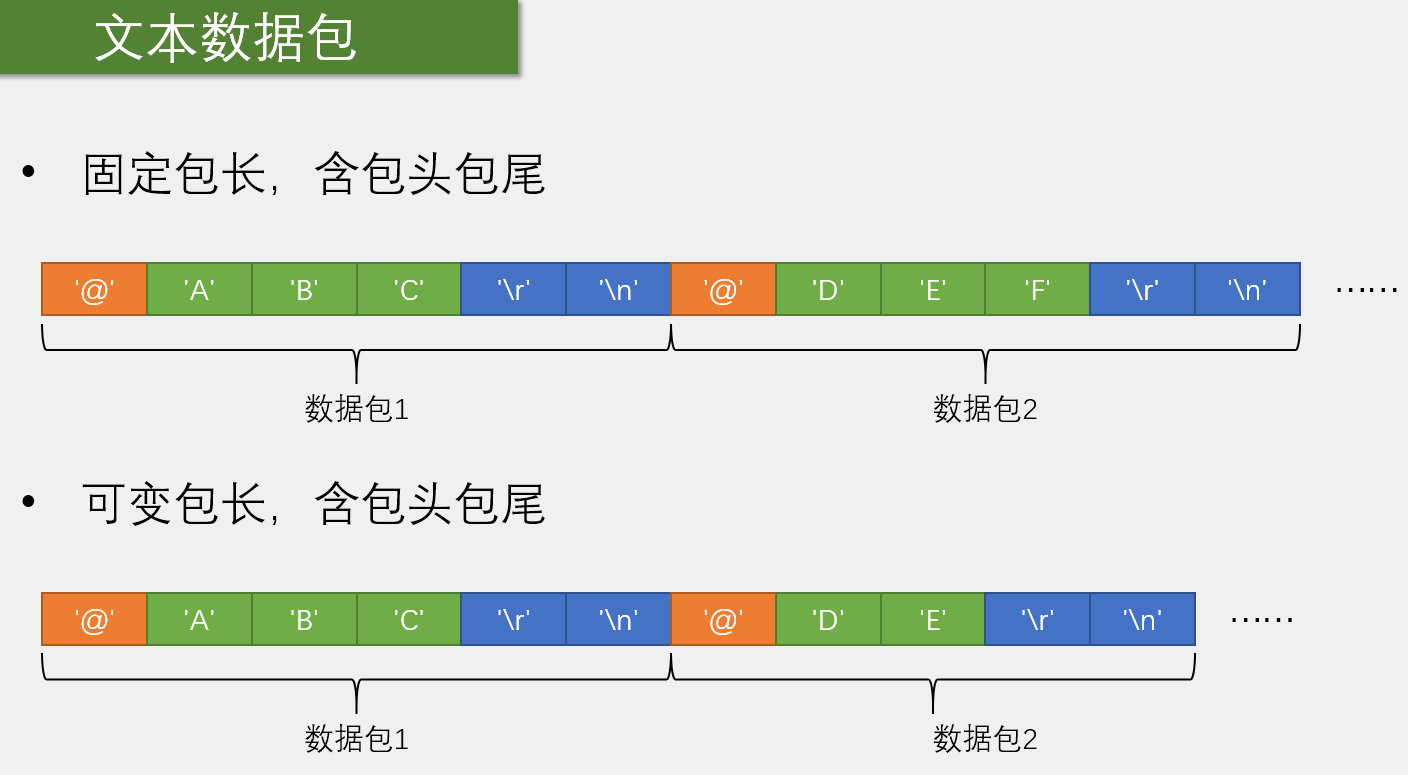 文本数据包
• 固定包长，含包头包尾
'@' 'A' 'B' 'C' '\r' '\n' '@' 'D' 'E' 'F' '\r' '\n' ……
数据包1 数据包2
• 可变包长，含包头包尾
'@' 'A' 'B' 'C' '\r' '\n' '@' 'D' 'E' '\r' '\n' ……
数据包1 数据包2